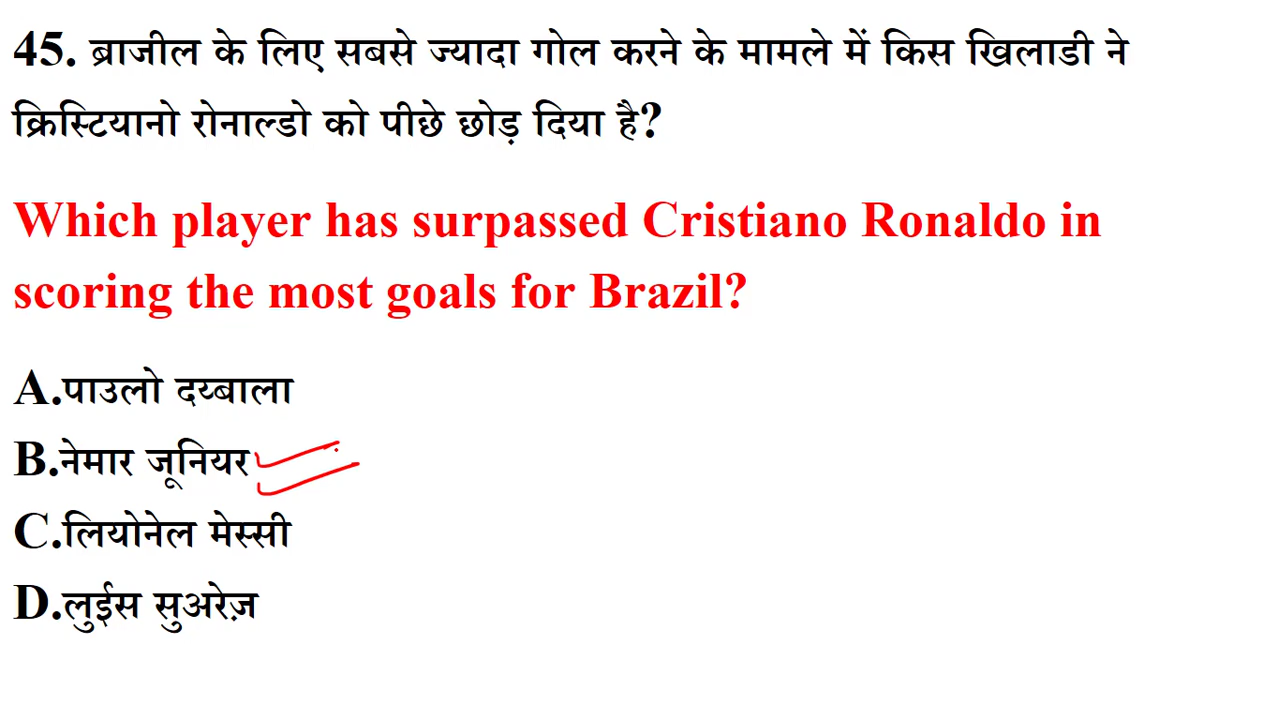 45. ब्राजील के लिए सबसे ज्यादा गोल करने के मामले में किस खिलाडी ने
क्रिस्टियानो रोनाल्डो को पीछे छोड़ दिया है?
Which player has surpassed Cristiano Ronaldo in
scoring the most goals for Brazil?
A.पाउलो दय्बाला
B.नेमार जूनियर
C.लियोनेल मेस्सी
D.लुईस सुअरेज़